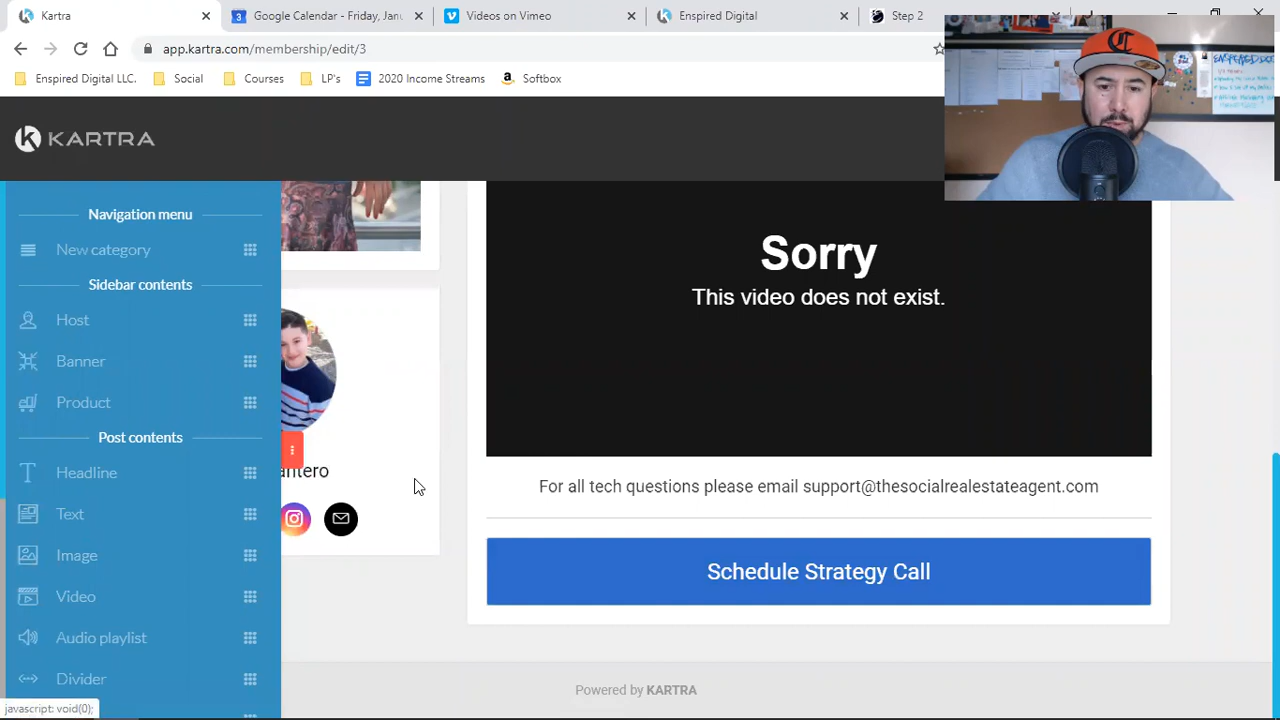 Kartra
Google Calendar - Friday, Janu
Videos on Vimeo
Enspired Digital
Step 2
app.kartra.com/membership/edit/3
Enspired Digital LLC.
Social
Courses
LP's
2020 Income Streams
Softbox
KARTRA
Navigation menu
New category
Sidebar contents
Host
Banner
Product
Post contents
Headline
Text
Image
Video
Audio playlist
Divider
javascript: void(0);
antero
Sorry
This video does not exist.
For all tech questions please email support@thesocialrealestateagent.com
Schedule Strategy Call
Powered by KARTRA